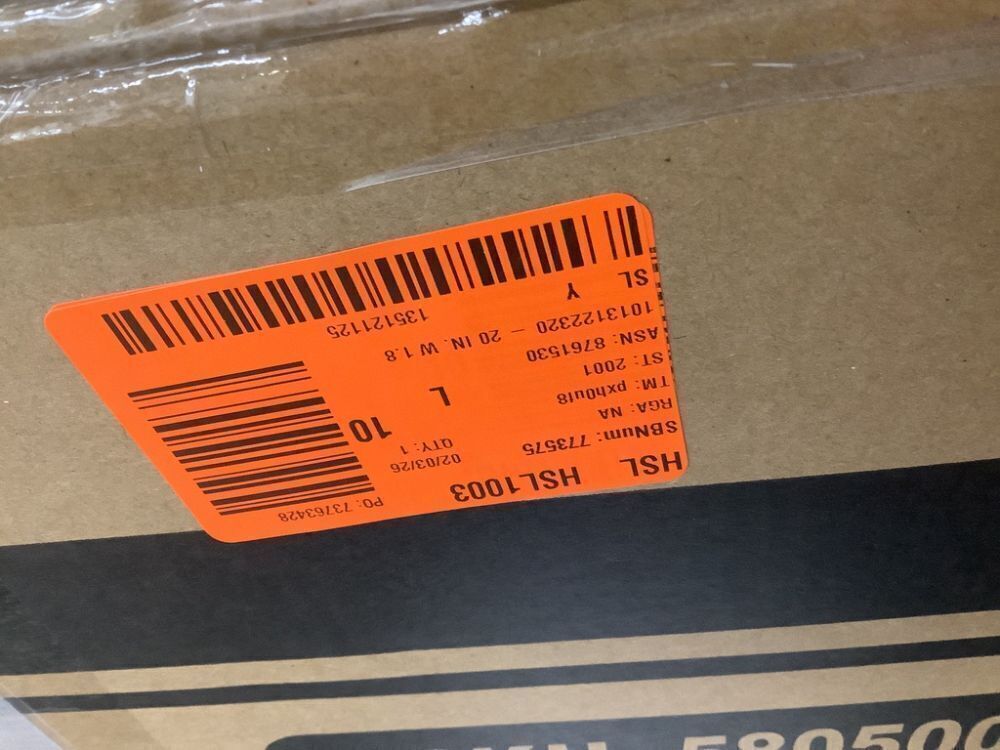 HSL HSL1003 PO: 73763428
SBNum: 773575 02/03/26
RGA: NA QTY: 1 10
TM: pxh0ul8
ST: 2001 L
ASN: 8761530
1013122320 - 20 IN. W 1.8
SL Y 135121125